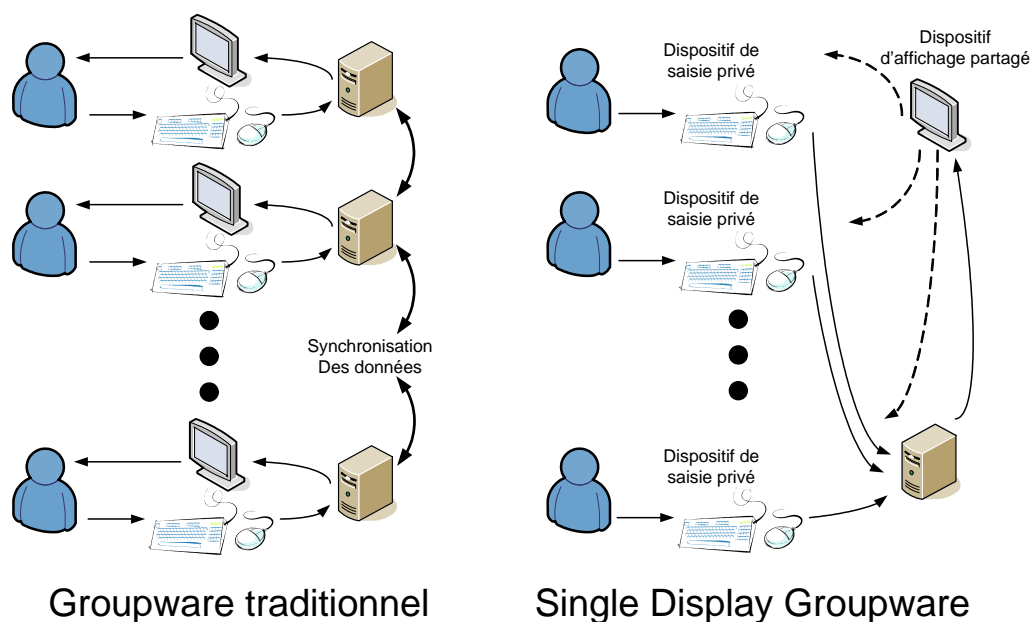 Synchronisation
Des données
Groupware traditionnel
Dispositif de
saisie privé
Dispositif
d'affichage partagé
Dispositif de
saisie privé
Dispositif de
saisie privé
Single Display Groupware